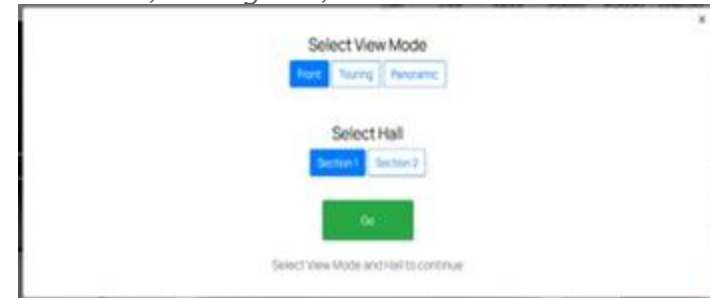 Select View Mode
Front Touring Panoramic
Select Hall
Section 1 Section 2
Go
Select View Mode and Hall to continue